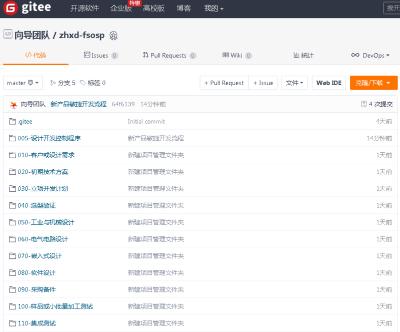 gitee 开源软件 企业版 特惠 高校版 博客 我的
向导团队 / zhxd-fsosp
代码 Issues 0 Pull Requests 0 Wiki 0 统计 DevOps
master 分支 5 标签 0 + Pull Request + Issue 文件 Web IDE 克隆/下载
向导团队 新产品敏捷开发流程 64f6139 14分钟前 4 次提交
.gitee Initial commit 4天前
005-设计开发控制程序 新产品敏捷开发流程 14分钟前
010-客户或设计需求 新建项目管理文件夹 1天前
020-初期技术方案 新建项目管理文件夹 1天前
030-立项开发计划 新建项目管理文件夹 1天前
040-选型验证 新建项目管理文件夹 1天前
050-工业与机械设计 新建项目管理文件夹 1天前
060-电气电路设计 新建项目管理文件夹 1天前
070-嵌入式设计 新建项目管理文件夹 1天前
080-软件设计 新建项目管理文件夹 1天前
090-采购备件 新建项目管理文件夹 1天前
100-样品或小批量加工测试 新建项目管理文件夹 1天前
110-集成测试 新建项目管理文件夹 1天前